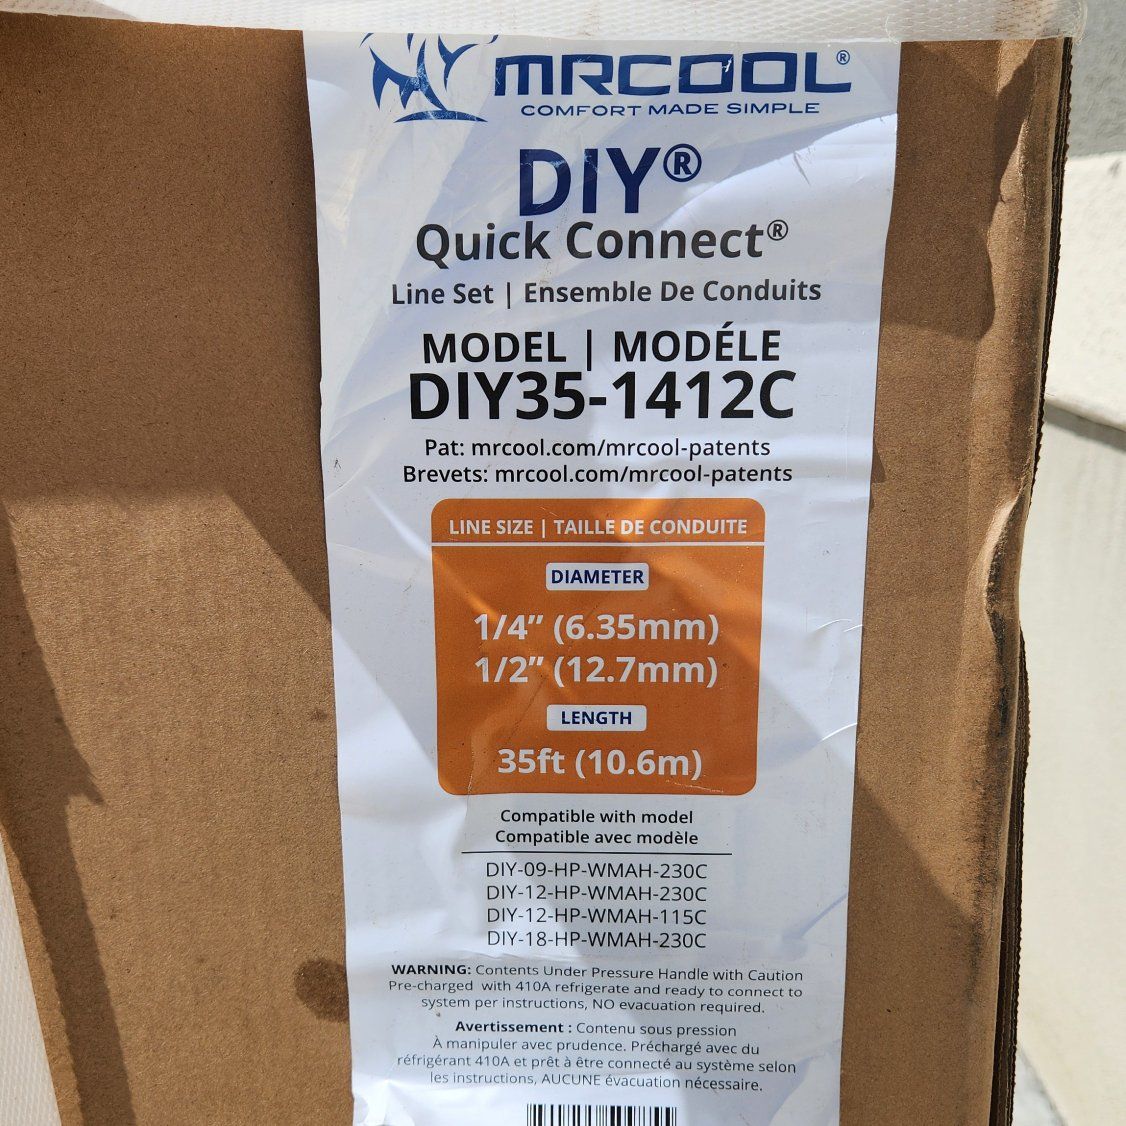 MRCOOL®
COMFORT MADE SIMPLE
DIY®
Quick Connect®
Line Set | Ensemble De Conduits
MODEL | MODÉLE
DIY35-1412C
Pat: mrcool.com/mrcool-patents
Brevets: mrcool.com/mrcool-patents
LINE SIZE | TAILLE DE CONDUITE
DIAMETER
1/4” (6.35mm)
1/2” (12.7mm)
LENGTH
35ft (10.6m)
Compatible with model
Compatible avec modèle
DIY-09-HP-WMAH-230C
DIY-12-HP-WMAH-230C
DIY-12-HP-WMAH-115C
DIY-18-HP-WMAH-230C
WARNING: Contents Under Pressure Handle with Caution
Pre-charged with 410A refrigerate and ready to connect to
system per instructions, NO evacuation required.
Avertissement : Contenu sous pression
À manipuler avec prudence. Préchargé avec du
réfrigérant 410A et prêt à être connecté au système selon
les instructions, AUCUNE évacuation nécessaire.